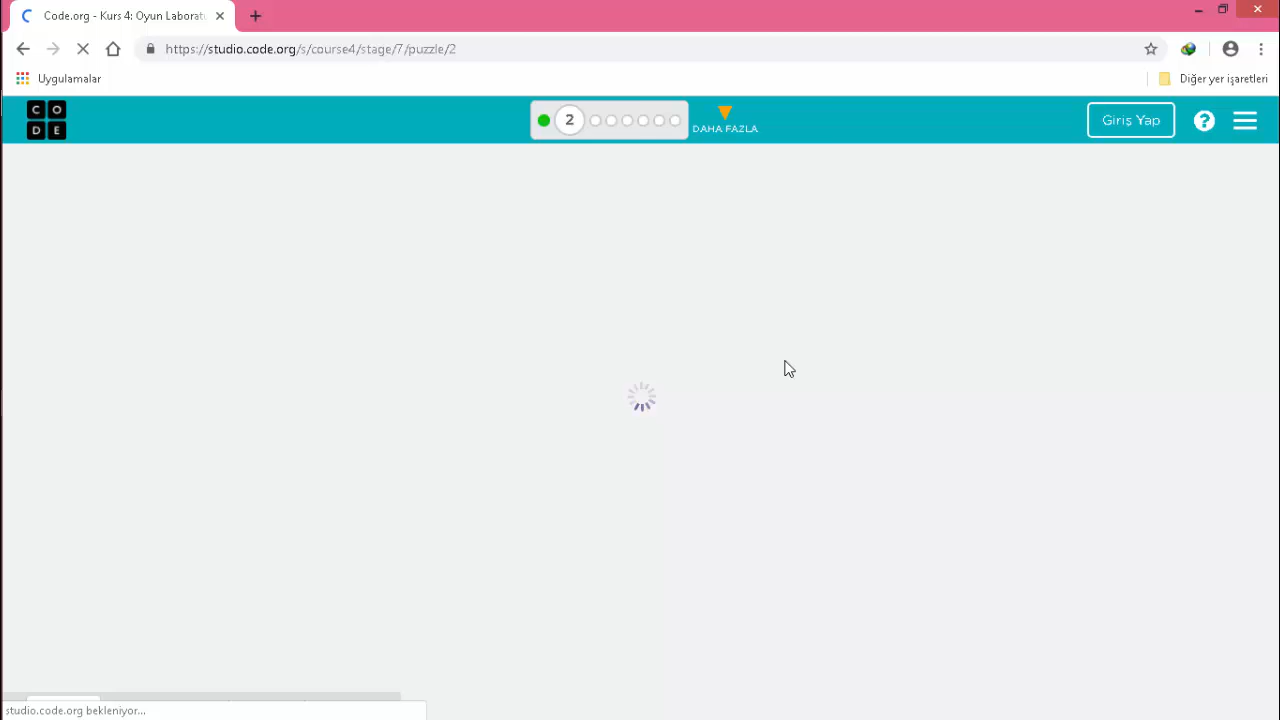 Code.org - Kurs 4: Oyun Laboratu
https://studio.code.org/s/course4/stage/7/puzzle/2
Uygulamalar
Diğer yer işaretleri
C O
D E
2
DAHA FAZLA
Giriş Yap
?
studio.code.org bekleniyor...